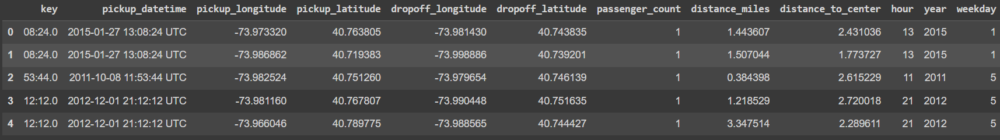 key pickup_datetime pickup_longitude pickup_latitude dropoff_longitude dropoff_latitude passenger_count distance_miles distance_to_center hour year weekday
0 08:24.0 2015-01-27 13:08:24 UTC -73.973320 40.763805 -73.981430 40.743835 1 1.443607 2.431036 13 2015 1
1 08:24.0 2015-01-27 13:08:24 UTC -73.986862 40.719383 -73.998886 40.739201 1 1.507044 1.773727 13 2015 1
2 53:44.0 2011-10-08 11:53:44 UTC -73.982524 40.751260 -73.979654 40.746139 1 0.384398 2.615229 11 2011 5
3 12:12.0 2012-12-01 21:12:12 UTC -73.981160 40.767807 -73.990448 40.751635 1 1.218529 2.720018 21 2012 5
4 12:12.0 2012-12-01 21:12:12 UTC -73.966046 40.789775 -73.988565 40.744427 1 3.347514 2.289611 21 2012 5